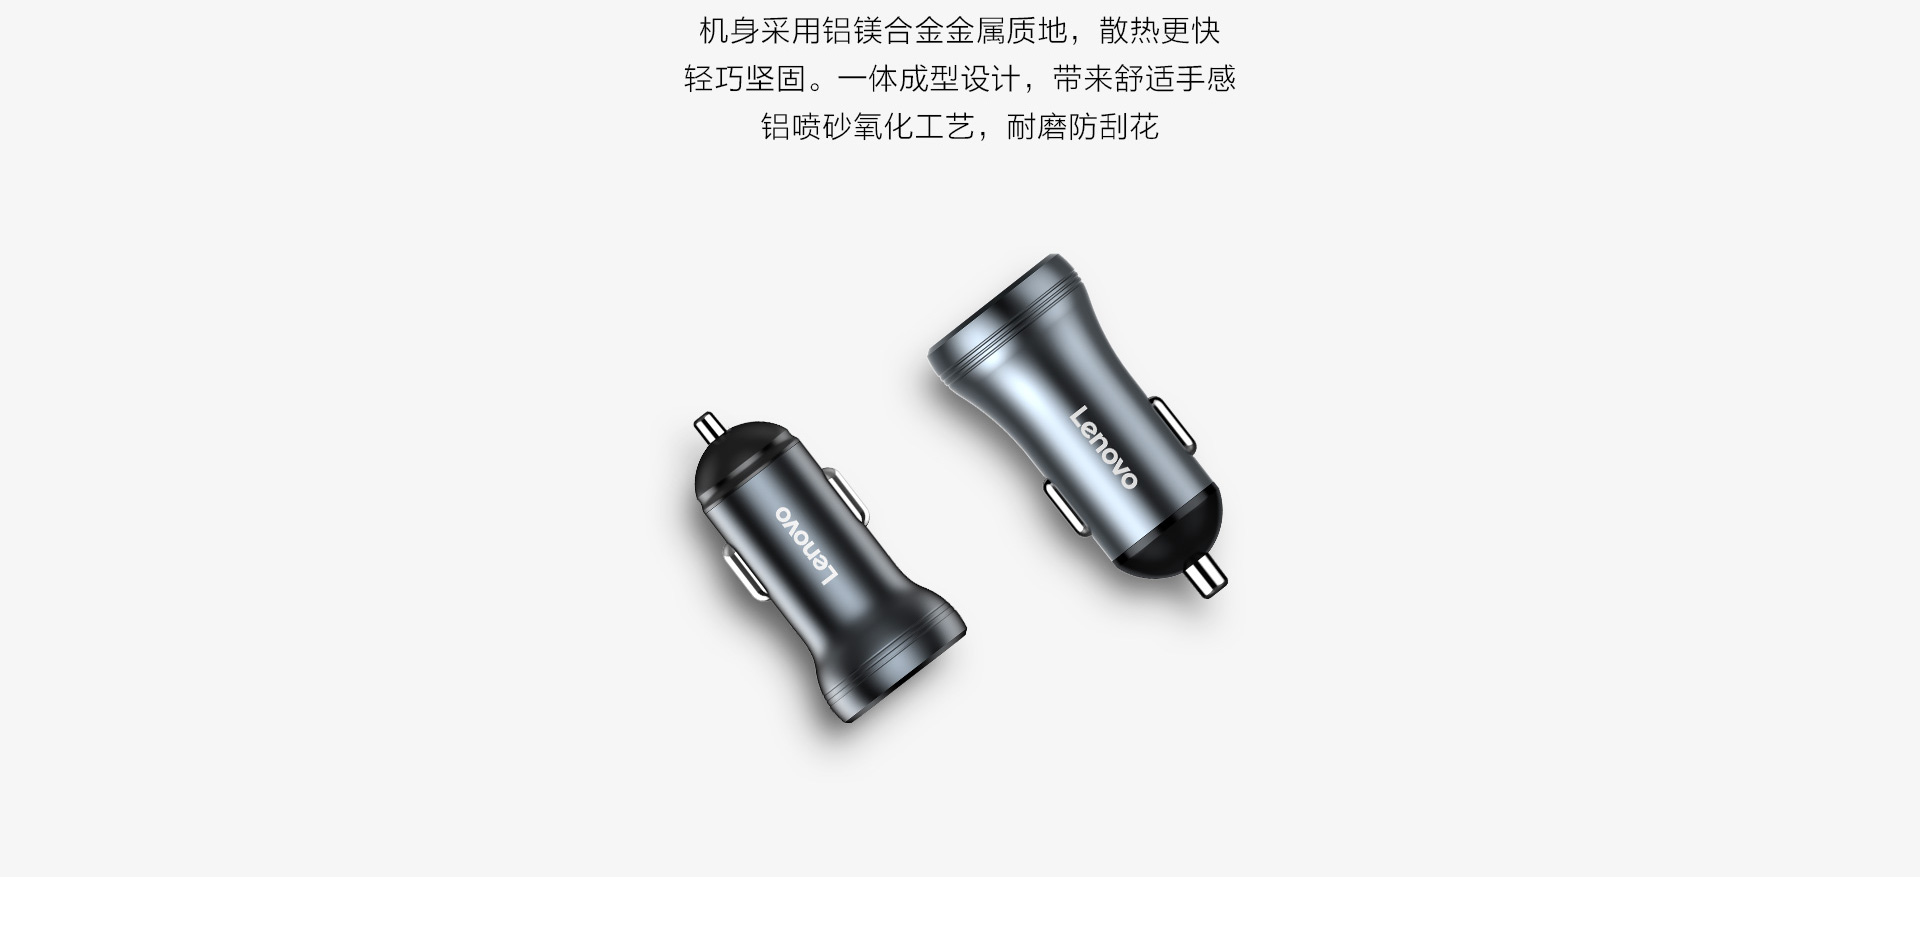 机身采用铝镁合金金属质地，散热更快
轻巧坚固。一体成型设计，带来舒适手感
铝喷砂氧化工艺，耐磨防刮花
Lenovo
Lenovo